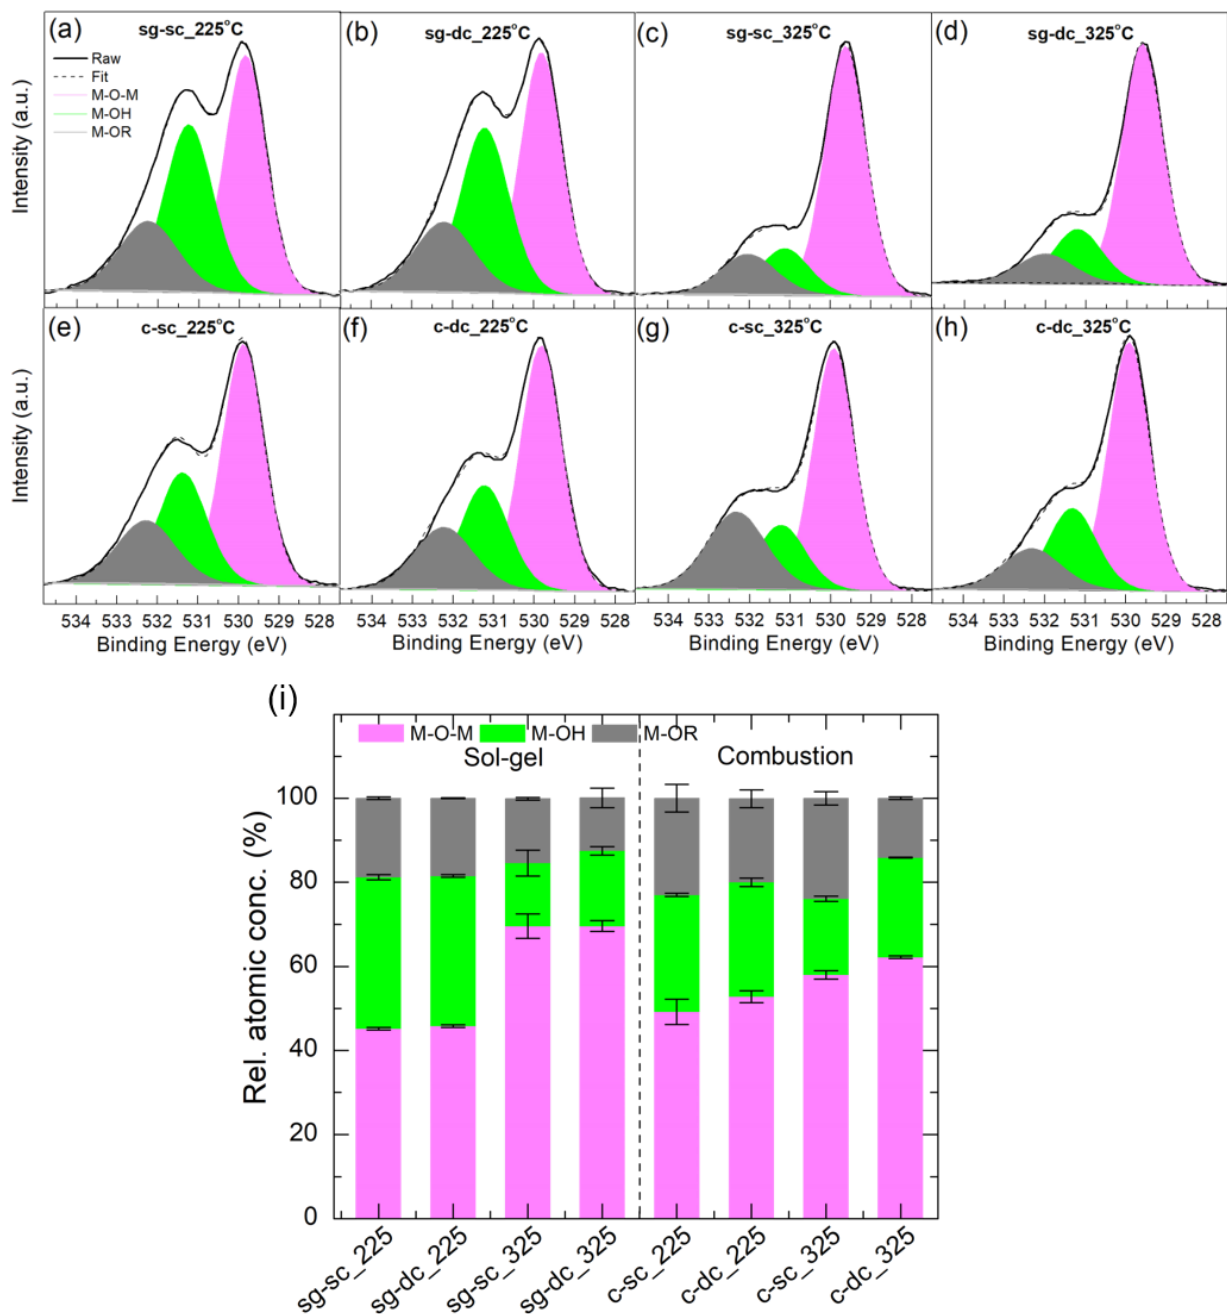 (a) sg-sc_225°C
Raw
Fit
M-O-M
M-OH
M-OR
(b) sg-dc_225°C
(c) sg-sc_325°C
(d) sg-dc_325°C
Intensity (a.u.)
(e) c-sc_225°C
(f) c-dc_225°C
(g) c-sc_325°C
(h) c-dc_325°C
Intensity (a.u.)
534 533 532 531 530 529 528
534 533 532 531 530 529 528
534 533 532 531 530 529 528
534 533 532 531 530 529 528
Binding Energy (eV)
Binding Energy (eV)
Binding Energy (eV)
Binding Energy (eV)
(i)
M-O-M M-OH M-OR
Sol-gel Combustion
Rel. atomic conc. (%)
100
80
60
40
20
0
sg-sc_225
sg-dc_225
sg-sc_325
sg-dc_325
c-sc_225
c-dc_225
c-sc_325
c-dc_325